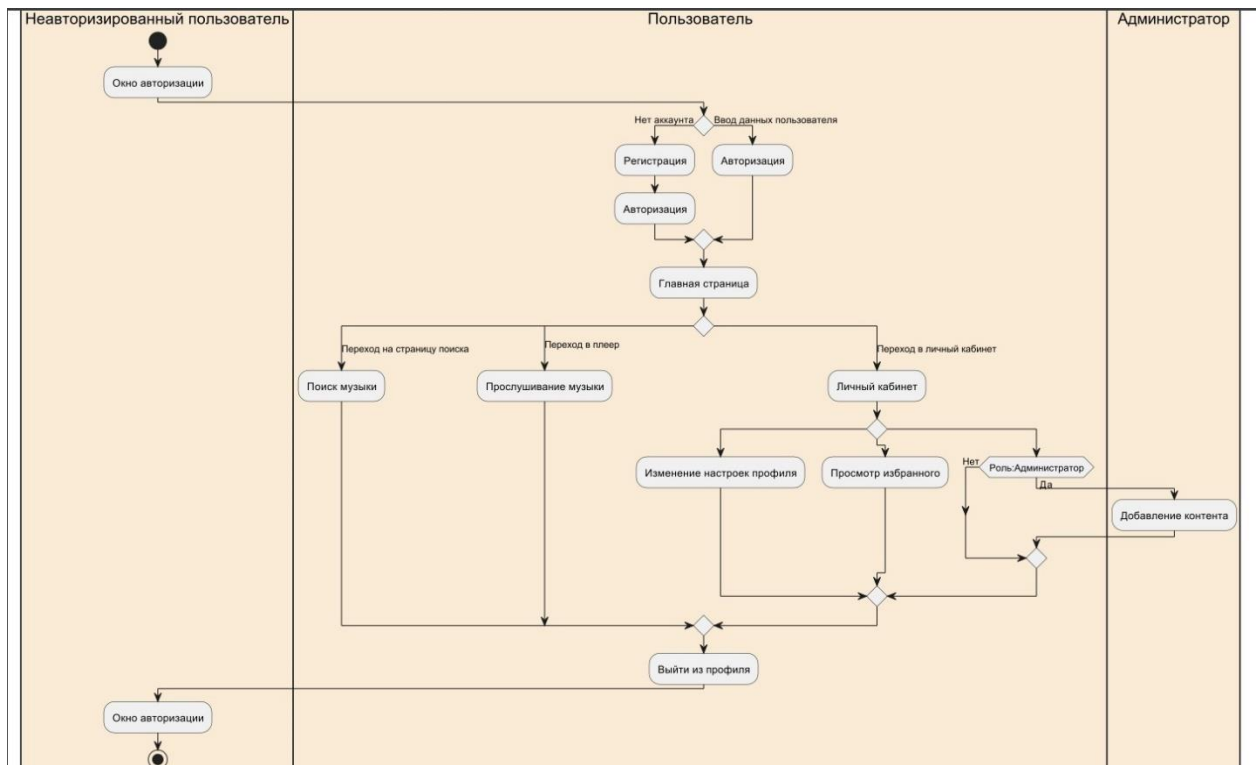 Неавторизированный пользователь
Пользователь
Администратор
Окно авторизации
Нет аккаунта
Ввод данных пользователя
Регистрация
Авторизация
Авторизация
Главная страница
Переход на страницу поиска
Переход в плеер
Переход в личный кабинет
Поиск музыки
Прослушивание музыки
Личный кабинет
Изменение настроек профиля
Просмотр избранного
Нет
Роль:Администратор
Да
Добавление контента
Выйти из профиля
Окно авторизации